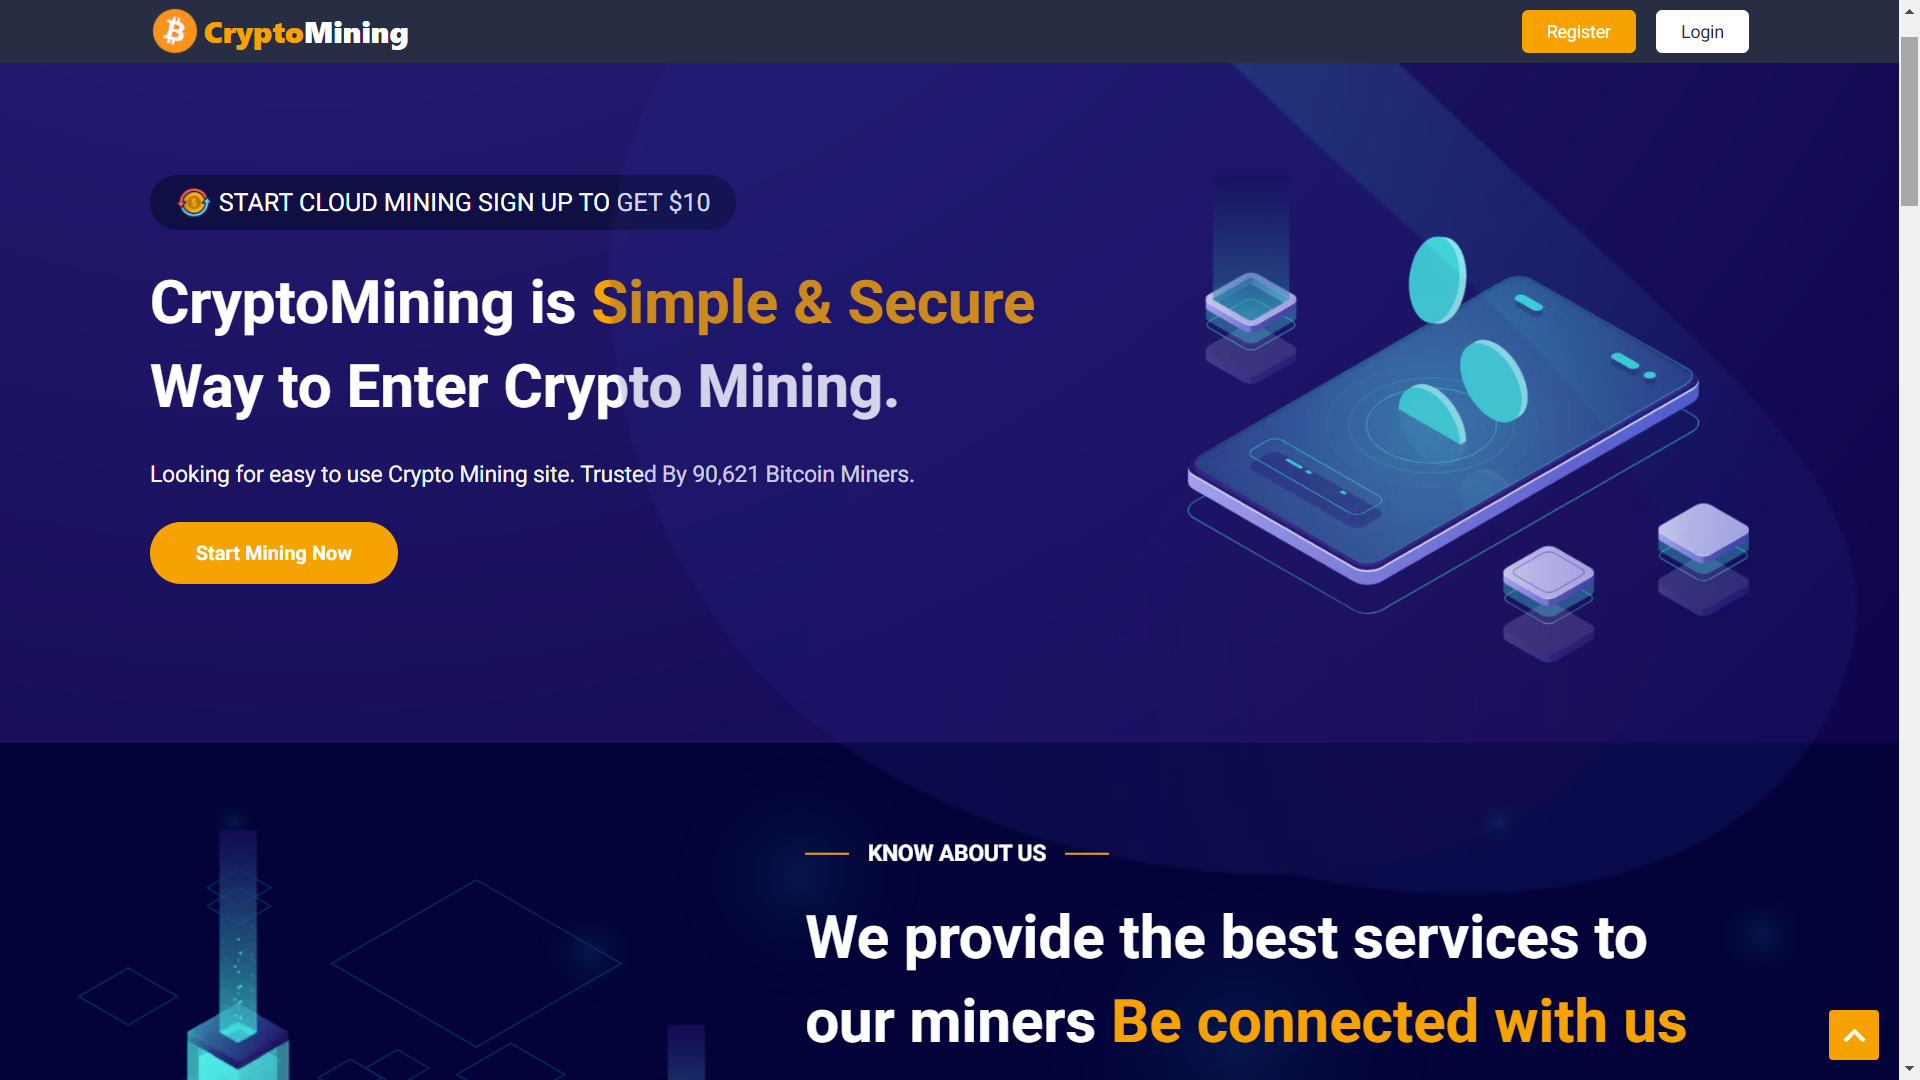 CryptoMining
Register
Login
START CLOUD MINING SIGN UP TO GET $10
CryptoMining is Simple & Secure
Way to Enter Crypto Mining.
Looking for easy to use Crypto Mining site. Trusted By 90,621 Bitcoin Miners.
Start Mining Now
KNOW ABOUT US
We provide the best services to
our miners Be connected with us